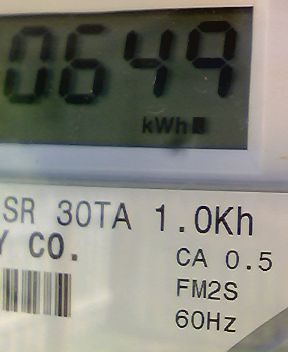 0649
kWh
SR 30TA 1.0Kh
Y CO.
CA 0.5
FM2S
60Hz